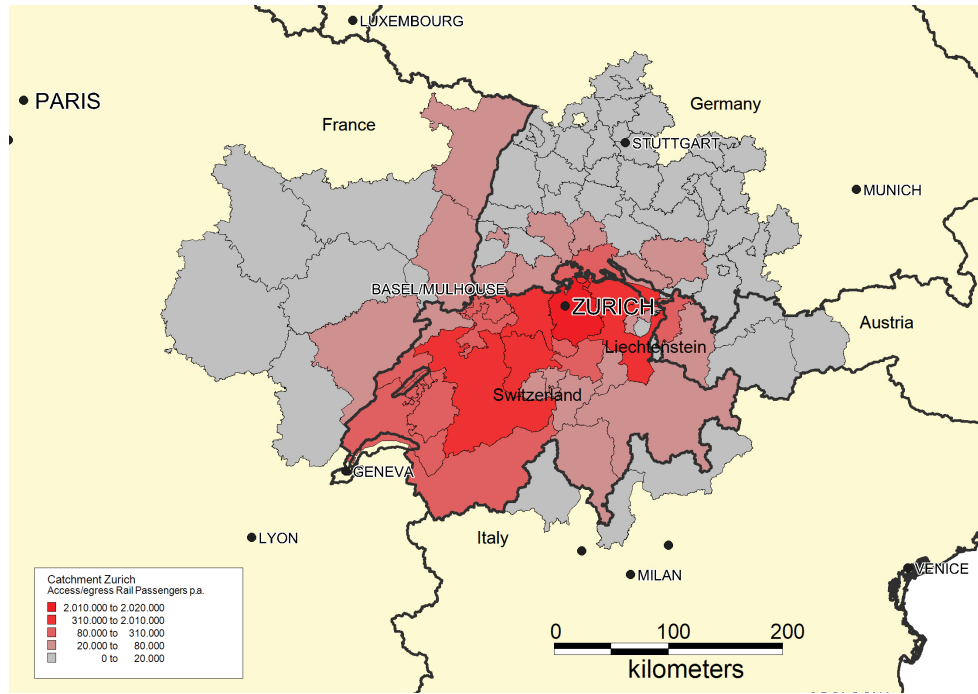 LUXEMBOURG
PARIS
France
Germany
STUTTGART
MUNICH
BASEL/MULHOUSE
ZURICH
Austria
Liechtenstein
Switzerland
GENEVA
Italy
LYON
MILAN
VENICE
Catchment Zurich
Access/egress Rail Passengers p.a.
2.010.000 to 2.020.000
310.000 to 2.010.000
80.000 to 310.000
20.000 to 80.000
0 to 20.000
0 100 200
kilometers